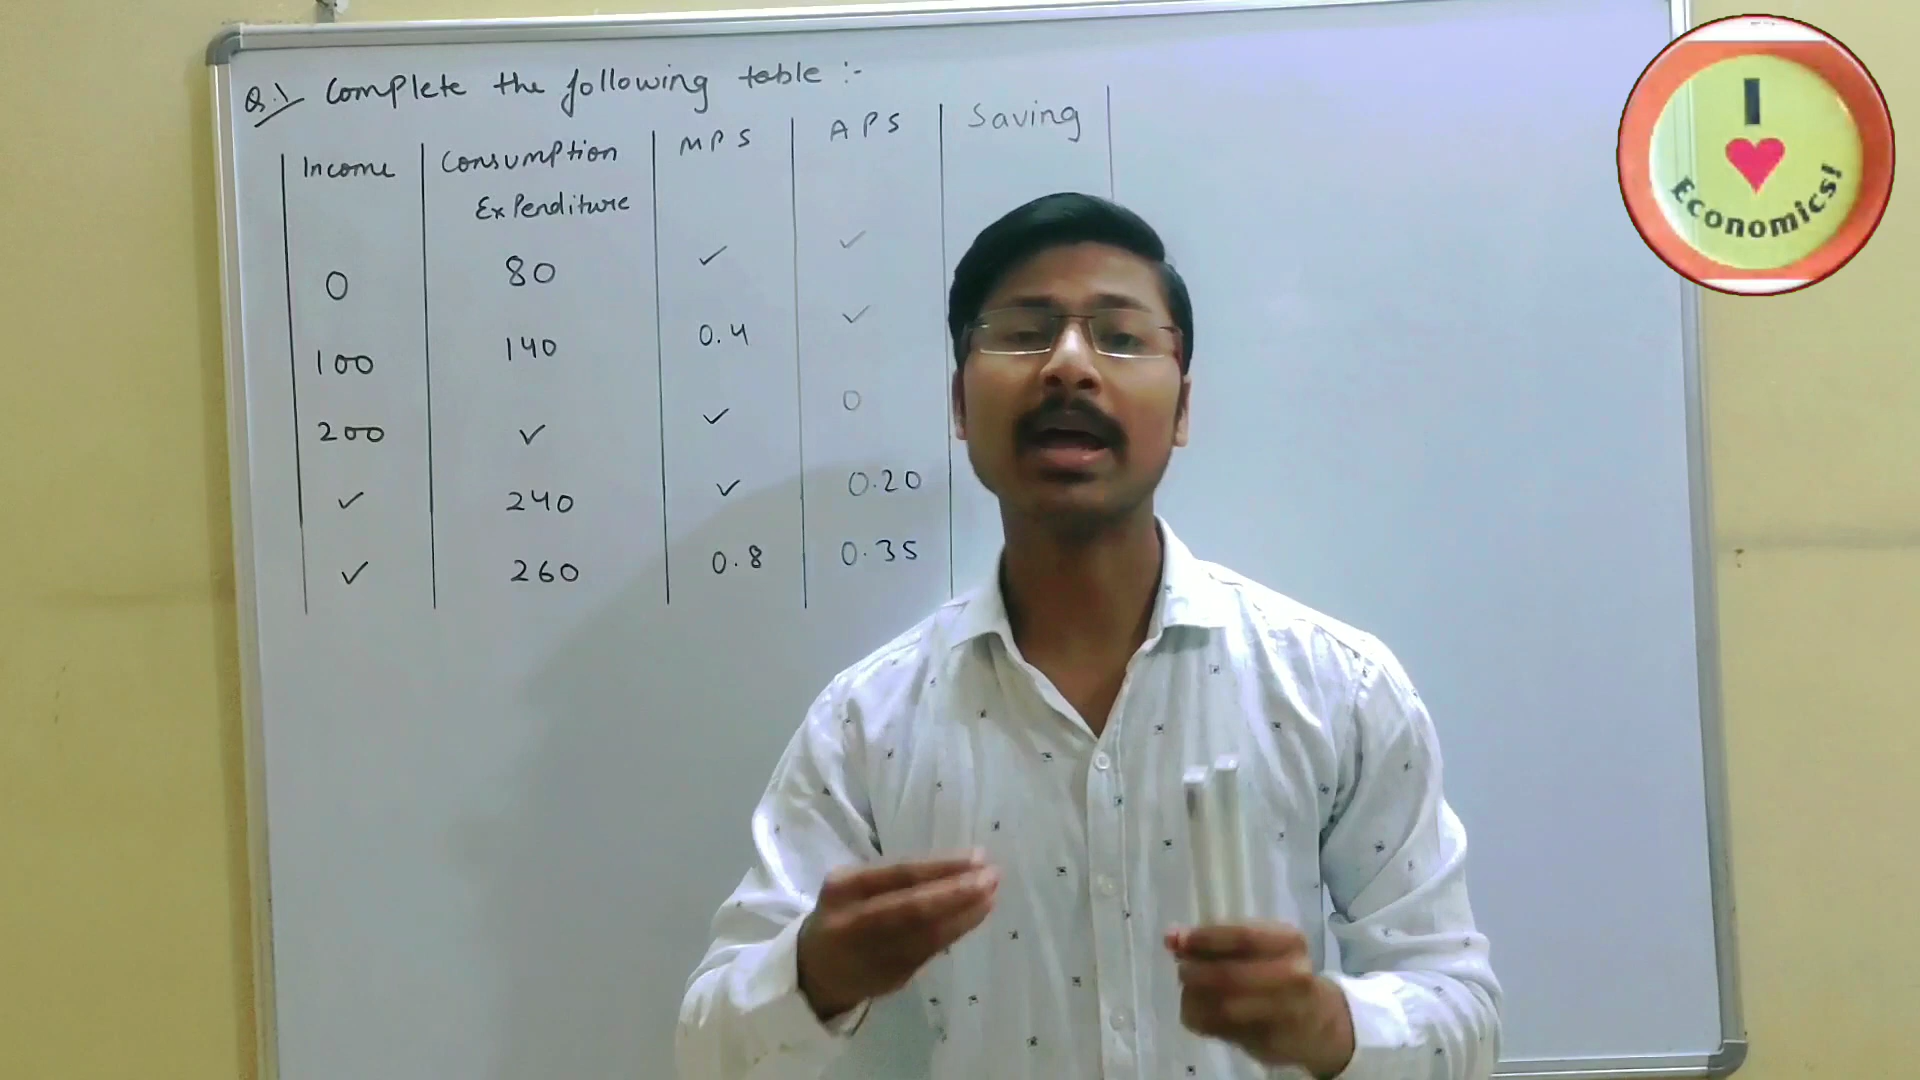 Q.1 Complete the following table :-
Income Consumption Expenditure MPS APS Saving
0 80 ✓ ✓
100 140 0.4 ✓
200 ✓ ✓ 0
✓ 240 ✓ 0.20
✓ 260 0.8 0.35
I
Economics!